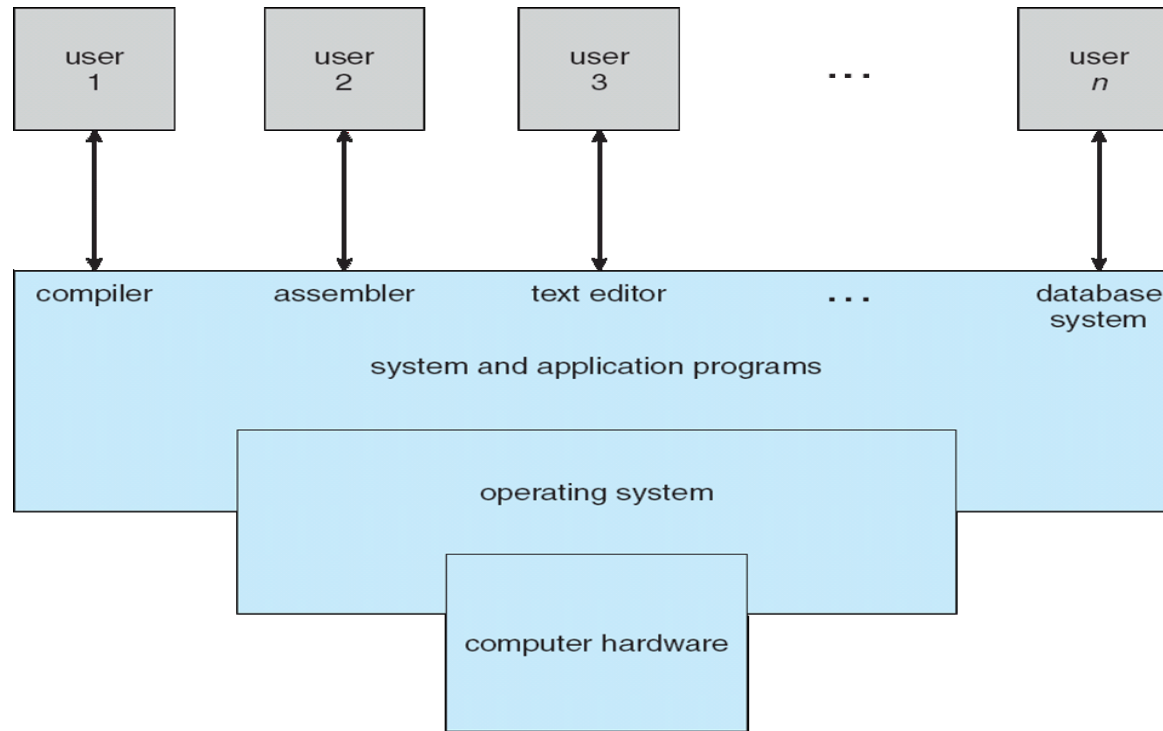 user
1
user
2
user
3
...
user
n
compiler
assembler
text editor
...
database
system
system and application programs
operating system
computer hardware